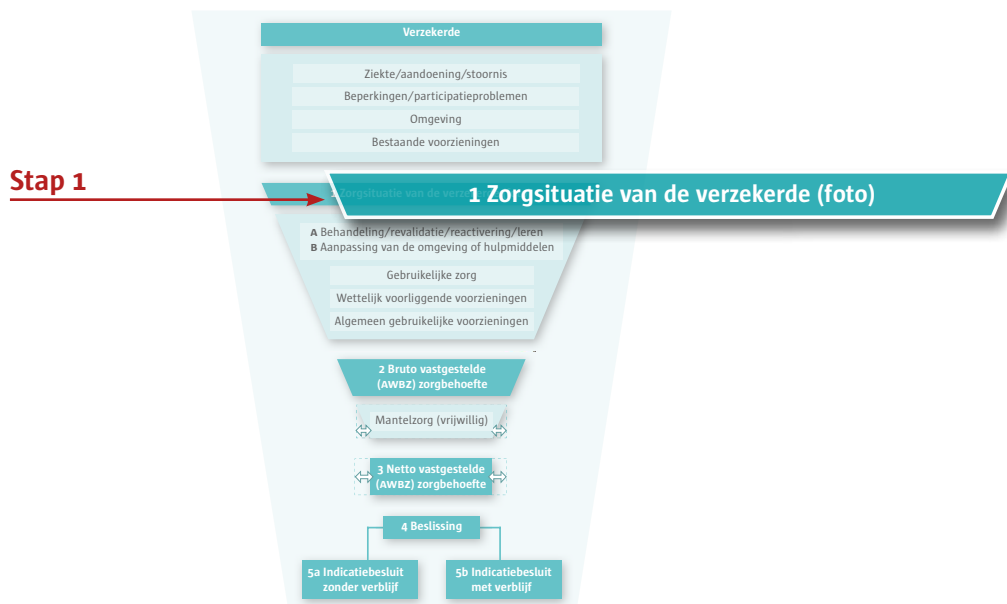 Verzekerde
Ziekte/aandoening/stoornis
Beperkingen/participatieproblemen
Omgeving
Bestaande voorzieningen
Stap 1
1 Zorgsituatie van de verzekerde (foto)
Zorgsituatie van de
A Behandeling/revalidatie/reactivering/leren
B Aanpassing van de omgeving of hulpmiddelen
Gebruikelijke zorg
Wettelijk voorliggende voorzieningen
Algemeen gebruikelijke voorzieningen
2 Bruto vastgestelde
(AWBZ) zorgbehoefte
Mantelzorg (vrijwillig)
3 Netto vastgestelde
(AWBZ) zorgbehoefte
4 Beslissing
5a Indicatiebesluit
zonder verblijf
5b Indicatiebesluit
met verblijf